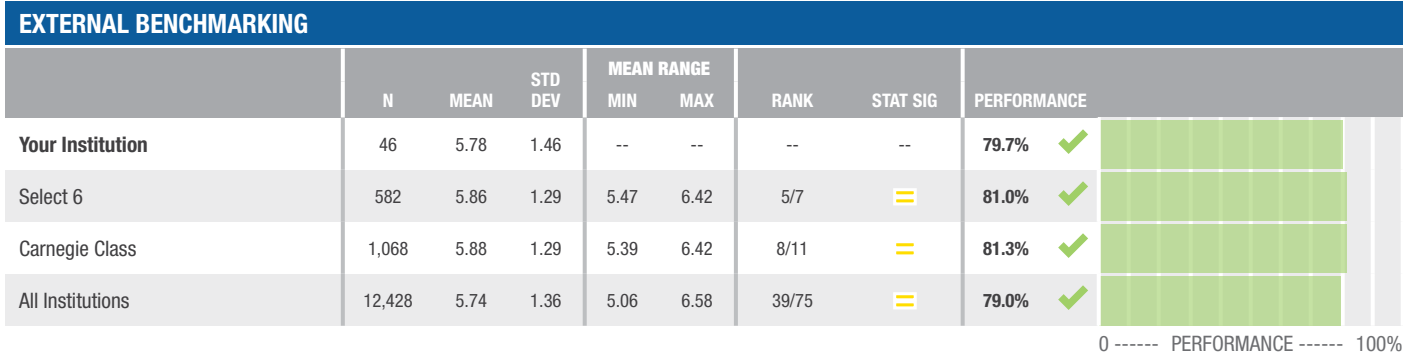 EXTERNAL BENCHMARKING
N MEAN STD DEV MEAN RANGE MIN MAX RANK STAT SIG PERFORMANCE
Your Institution 46 5.78 1.46 -- -- -- -- 79.7%
Select 6 582 5.86 1.29 5.47 6.42 5/7 = 81.0%
Carnegie Class 1,068 5.88 1.29 5.39 6.42 8/11 = 81.3%
All Institutions 12,428 5.74 1.36 5.06 6.58 39/75 = 79.0%
0 ------ PERFORMANCE ------ 100%